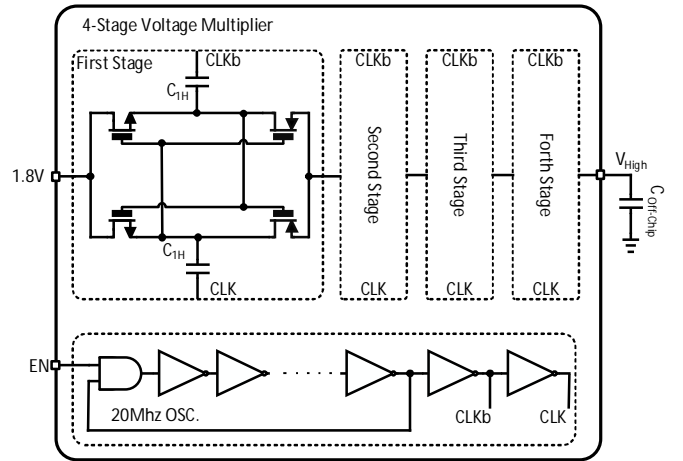 4-Stage Voltage Multiplier
First Stage
CLKb
C1H
C1H
CLK
CLKb
Second Stage
CLK
CLKb
Third Stage
CLK
CLKb
Forth Stage
CLK
1.8V
VHigh
COff-Chip
EN
20Mhz OSC.
CLKb
CLK